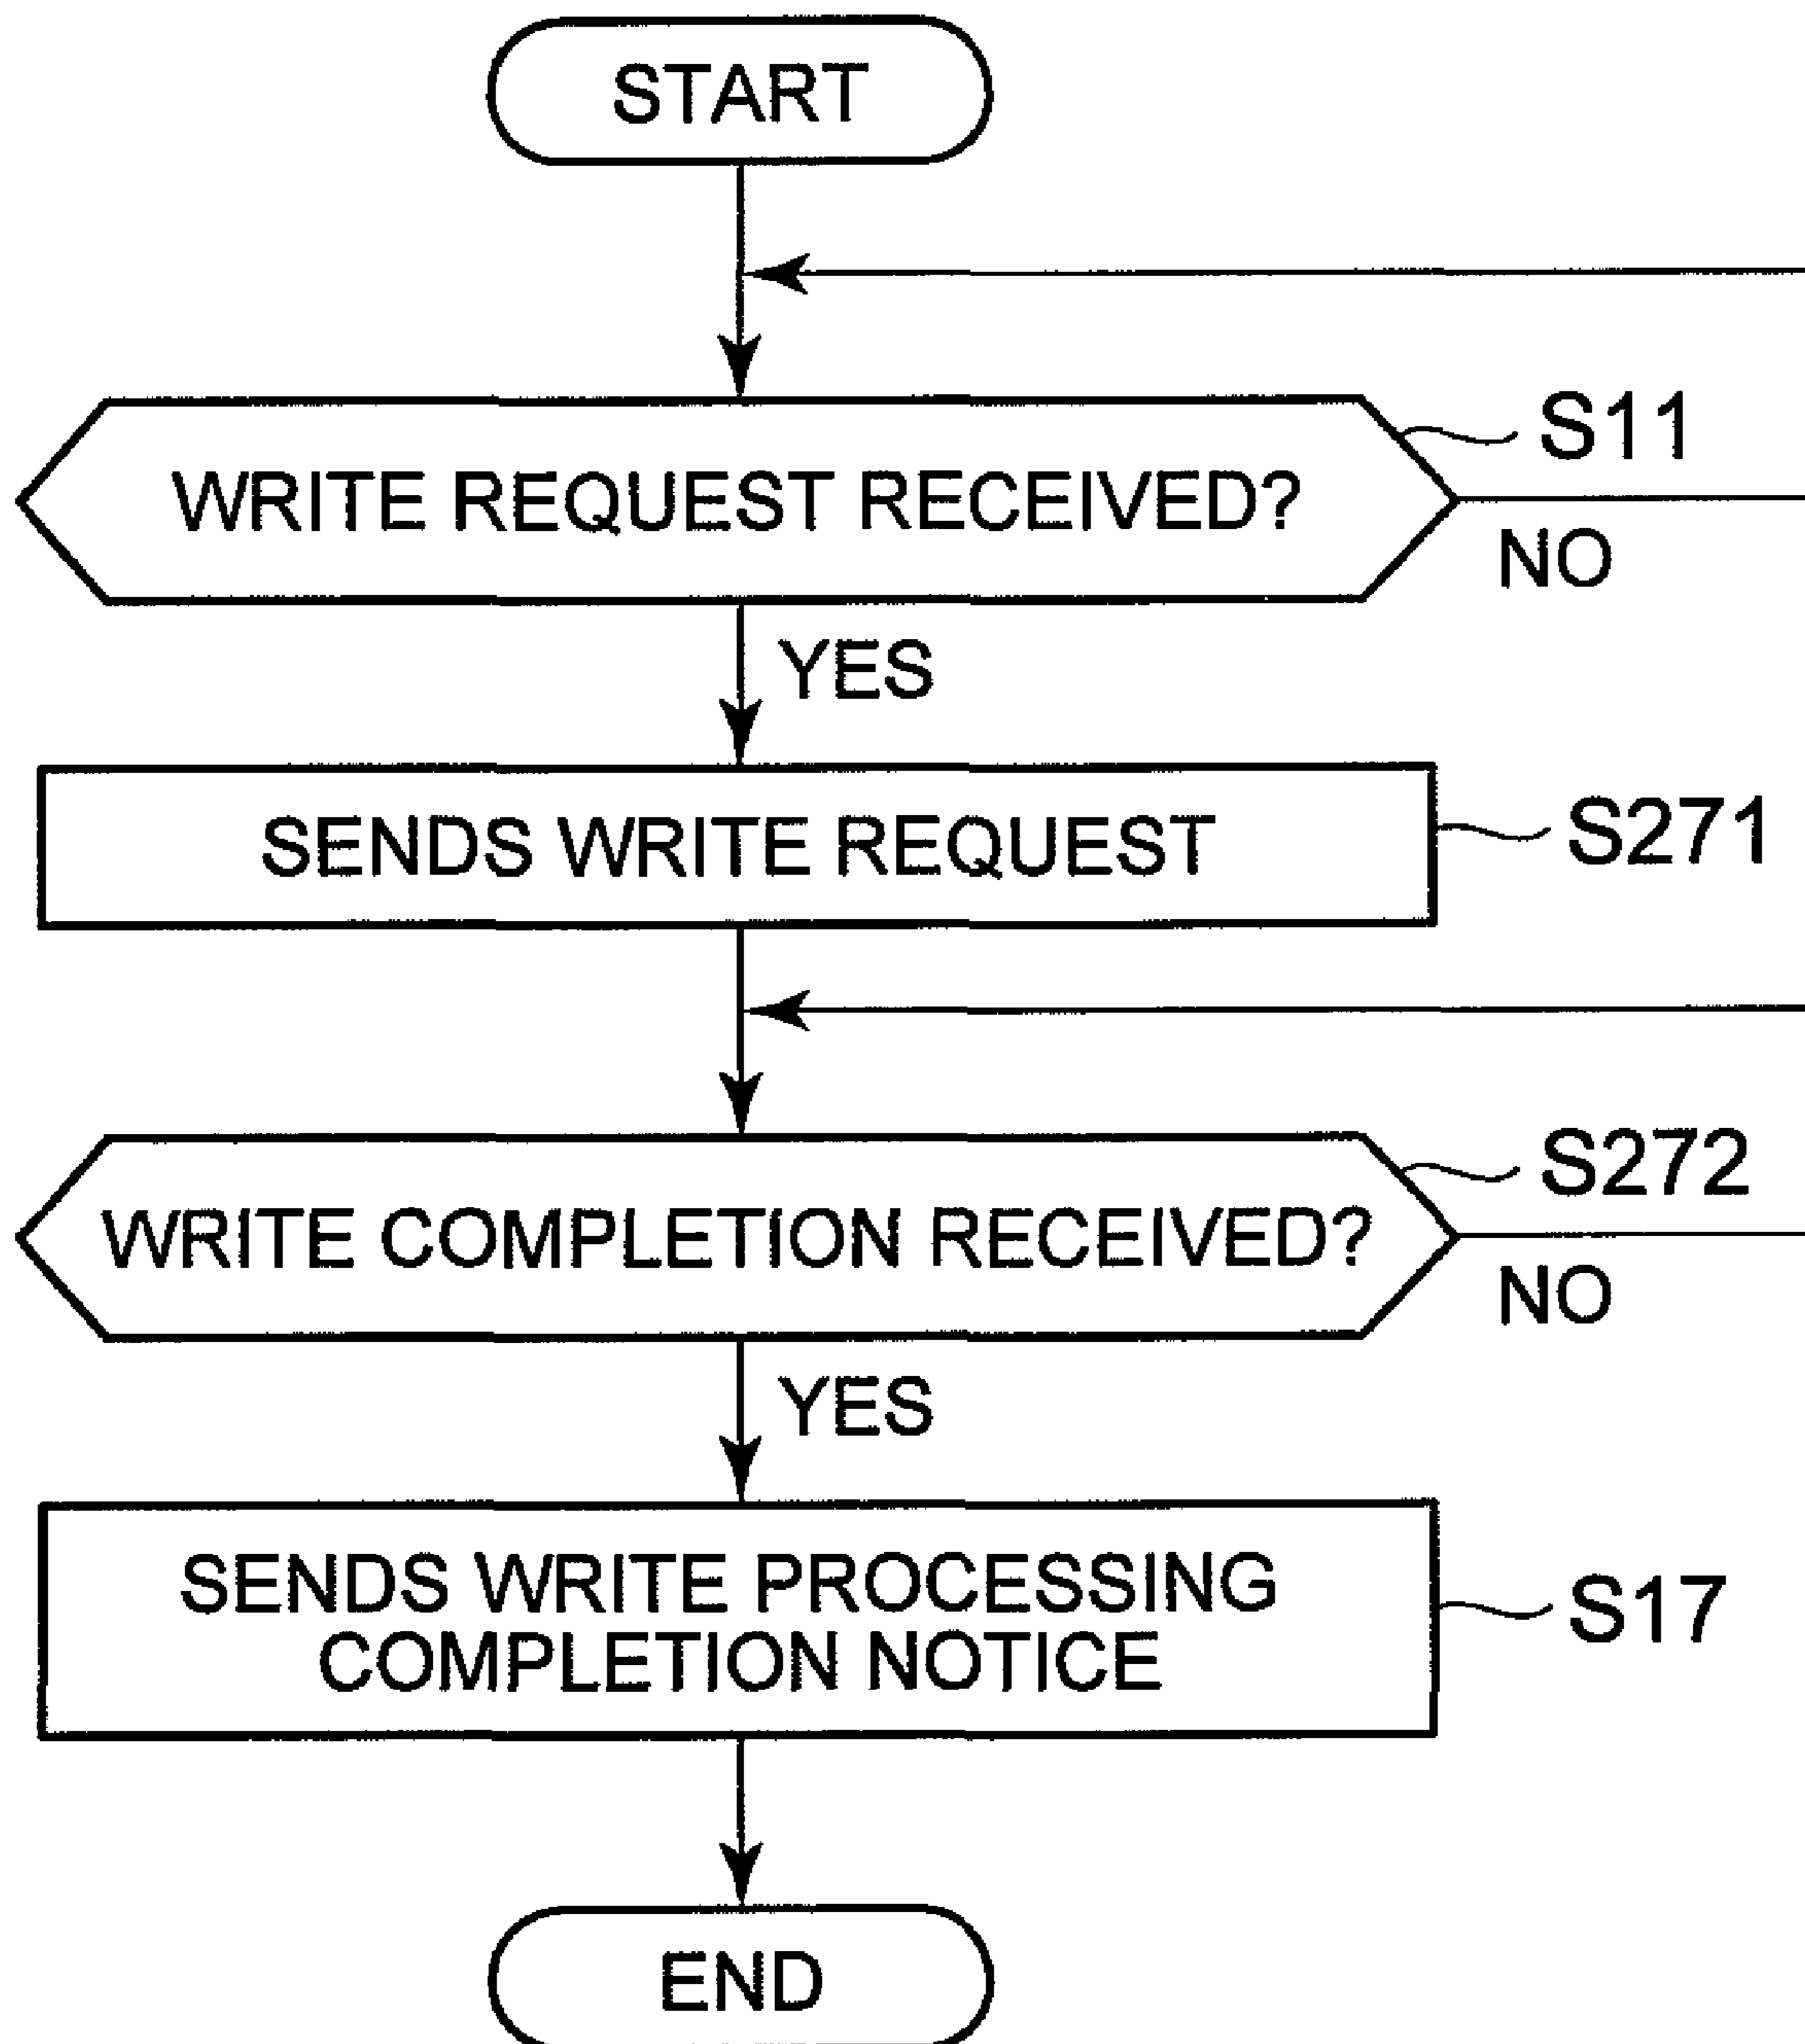 START
S11
WRITE REQUEST RECEIVED?
NO
YES
SENDS WRITE REQUEST
S271
S272
WRITE COMPLETION RECEIVED?
NO
YES
SENDS WRITE PROCESSING
COMPLETION NOTICE
S17
END